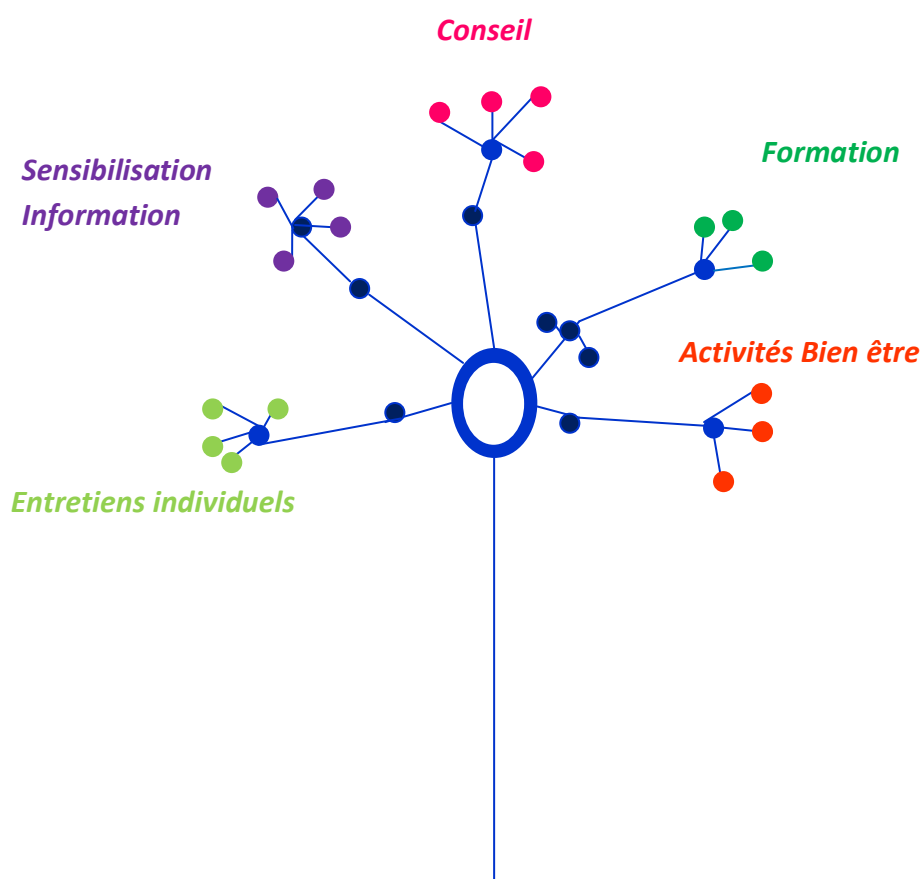 Conseil
Formation
Sensibilisation
Information
Activités Bien être
Entretiens individuels